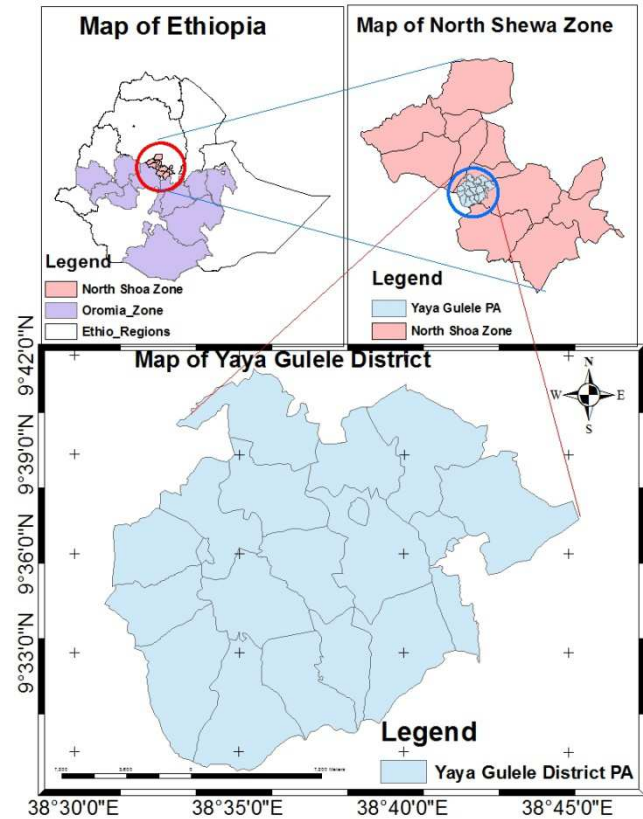 Map of Ethiopia
Legend
North Shoa Zone
Oromia_Zone
Ethio_Regions
Map of North Shewa Zone
Legend
Yaya Gulele PA
North Shoa Zone
Map of Yaya Gulele District
N
W E
S
9°42'0"N
9°39'0"N
9°36'0"N
9°33'0"N
Legend
Yaya Gulele District PA
0
38°30'0"E 38°35'0"E 38°40'0"E 38°45'0"E